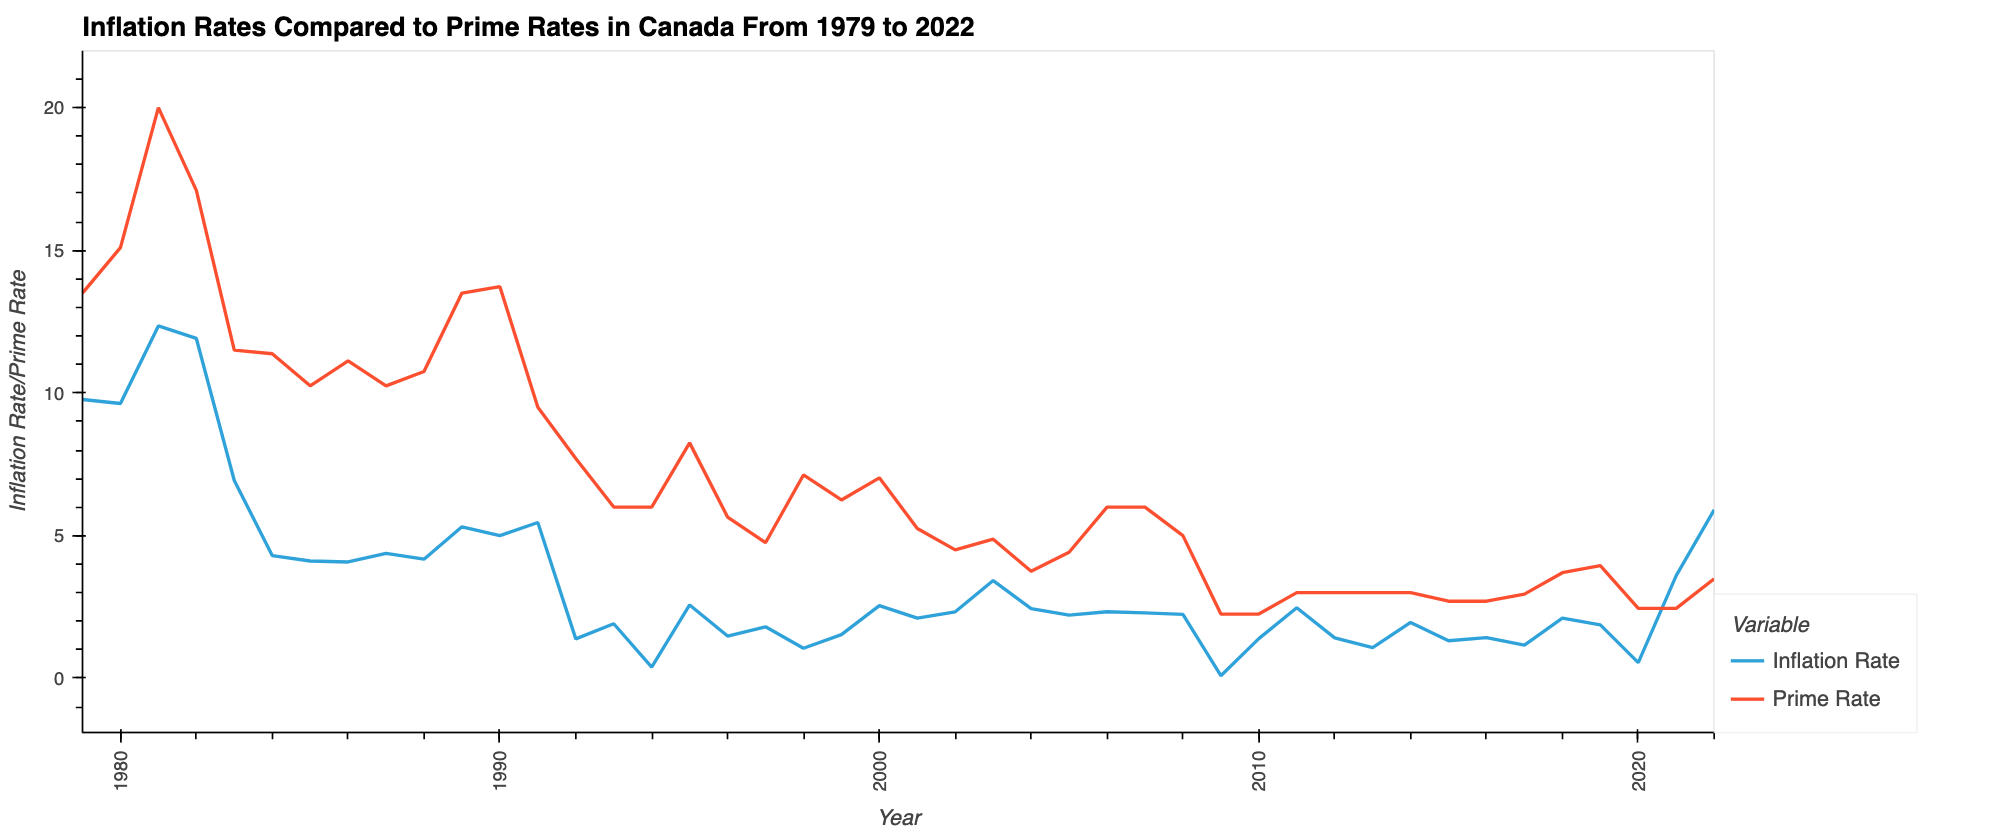 Inflation Rates Compared to Prime Rates in Canada From 1979 to 2022
Inflation Rate/Prime Rate
20
15
10
5
0
1980
1990
2000
2010
2020
Year
Variable
Inflation Rate
Prime Rate